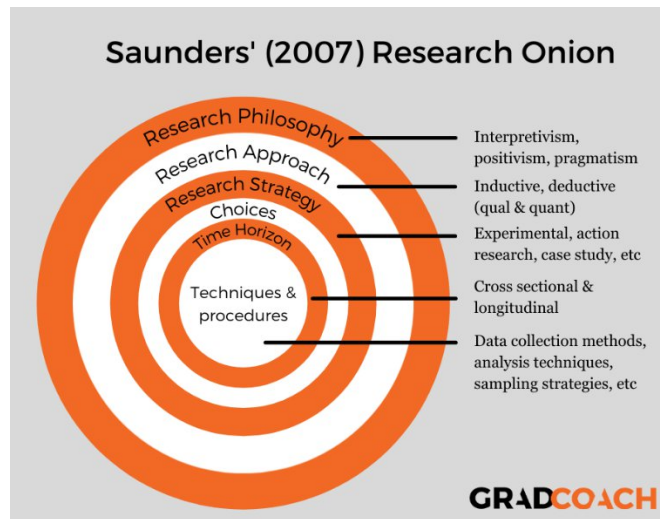 Saunders' (2007) Research Onion
Research Philosophy
Research Approach
Research Strategy
Choices
Time Horizon
Techniques &
procedures
Interpretivism,
positivism, pragmatism
Inductive, deductive
(qual & quant)
Experimental, action
research, case study, etc
Cross sectional &
longitudinal
Data collection methods,
analysis techniques,
sampling strategies, etc
GRADCOACH